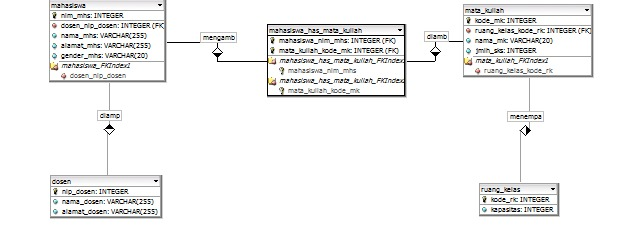 mahasiswa
nim_mhs: INTEGER
dosen_nip_dosen: INTEGER (FK)
nama_mhs: VARCHAR(255)
alamat_mhs: VARCHAR(255)
gender_mhs: VARCHAR(20)
mahasiswa_FKIndex1
dosen_nip_dosen
mengamb
mahasiswa_has_mata_kuliah
mahasiswa_nim_mhs: INTEGER (FK)
mata_kuliah_kode_mk: INTEGER (FK)
mahasiswa_has_mata_kuliah_FKIndex
mahasiswa_nim_mhs
mahasiswa_has_mata_kuliah_FKIndex
mata_kuliah_kode_mk
diamb
mata_kuliah
kode_mk: INTEGER
ruang_kelas_kode_rk: INTEGER (FK)
nama_mk: VARCHAR(20)
jmlh_sks: INTEGER
mata_kuliah_FKIndex1
ruang_kelas_kode_rk
diamp
menempa
dosen
nip_dosen: INTEGER
nama_dosen: VARCHAR(255)
alamat_dosen: VARCHAR(255)
ruang_kelas
kode_rk: INTEGER
kapasitas: INTEGER